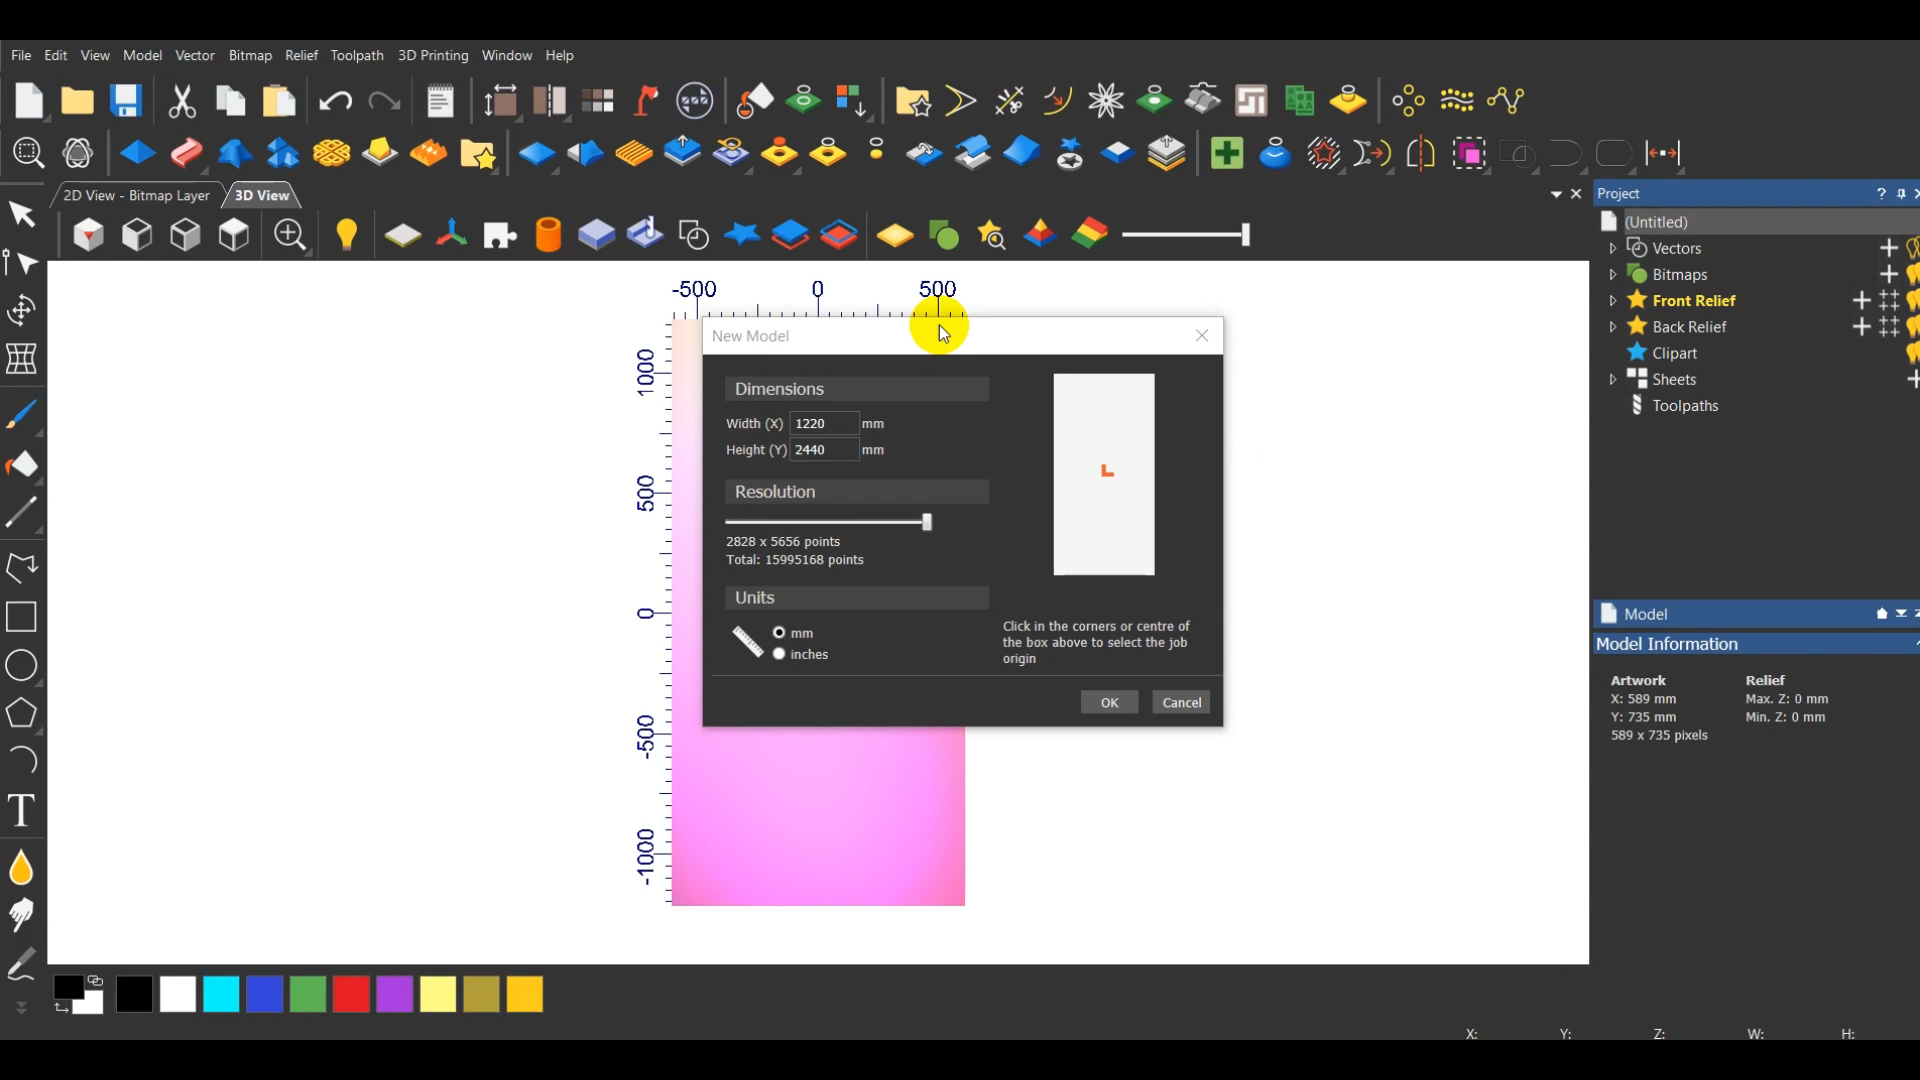 File Edit View Model Vector Bitmap Relief Toolpath 3D Printing Window Help
2D View - Bitmap Layer 3D View
Project
(Untitled)
Vectors
Bitmaps
Front Relief
Back Relief
Clipart
Sheets
Toolpaths
-500 0 500
1000
500
0
-500
-1000
New Model
Dimensions
Width (X) 1220 mm
Height (Y) 2440 mm
Resolution
2828 x 5656 points
Total: 15995168 points
Units
mm
inches
Click in the corners or centre of
the box above to select the job
origin
OK Cancel
Model
Model Information
Artwork Relief
X: 589 mm Max. Z: 0 mm
Y: 735 mm Min. Z: 0 mm
589 x 735 pixels
T
X: Y: Z: W: H: